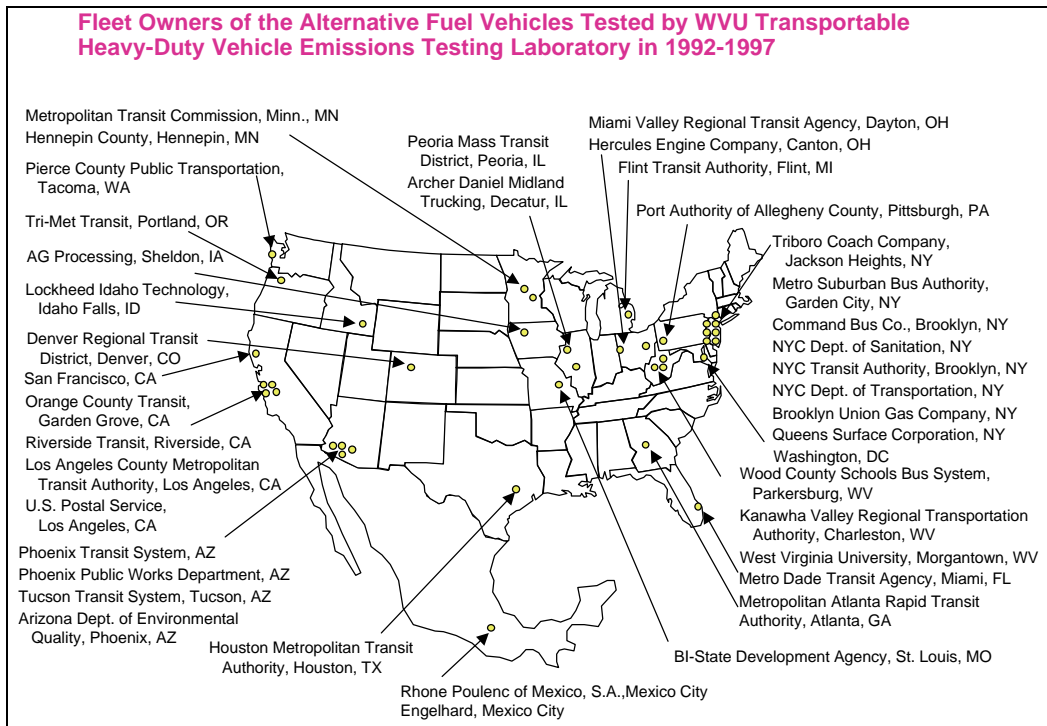 Fleet Owners of the Alternative Fuel Vehicles Tested by WVU Transportable
Heavy-Duty Vehicle Emissions Testing Laboratory in 1992-1997
Metropolitan Transit Commission, Minn., MN
Hennepin County, Hennepin, MN
Pierce County Public Transportation,
Tacoma, WA
Tri-Met Transit, Portland, OR
AG Processing, Sheldon, IA
Lockheed Idaho Technology,
Idaho Falls, ID
Denver Regional Transit
District, Denver, CO
San Francisco, CA
Orange County Transit,
Garden Grove, CA
Riverside Transit, Riverside, CA
Los Angeles County Metropolitan
Transit Authority, Los Angeles, CA
U.S. Postal Service,
Los Angeles, CA
Phoenix Transit System, AZ
Phoenix Public Works Department, AZ
Tucson Transit System, Tucson, AZ
Arizona Dept. of Environmental
Quality, Phoenix, AZ
Houston Metropolitan Transit
Authority, Houston, TX
Rhone Poulenc of Mexico, S.A.,Mexico City
Engelhard, Mexico City
Peoria Mass Transit
District, Peoria, IL
Archer Daniel Midland
Trucking, Decatur, IL
Miami Valley Regional Transit Agency, Dayton, OH
Hercules Engine Company, Canton, OH
Flint Transit Authority, Flint, MI
Port Authority of Allegheny County, Pittsburgh, PA
Triboro Coach Company,
Jackson Heights, NY
Metro Suburban Bus Authority,
Garden City, NY
Command Bus Co., Brooklyn, NY
NYC Dept. of Sanitation, NY
NYC Transit Authority, Brooklyn, NY
NYC Dept. of Transportation, NY
Brooklyn Union Gas Company, NY
Queens Surface Corporation, NY
Washington, DC
Wood County Schools Bus System,
Parkersburg, WV
Kanawha Valley Regional Transportation
Authority, Charleston, WV
West Virginia University, Morgantown, WV
Metro Dade Transit Agency, Miami, FL
Metropolitan Atlanta Rapid Transit
Authority, Atlanta, GA
BI-State Development Agency, St. Louis, MO